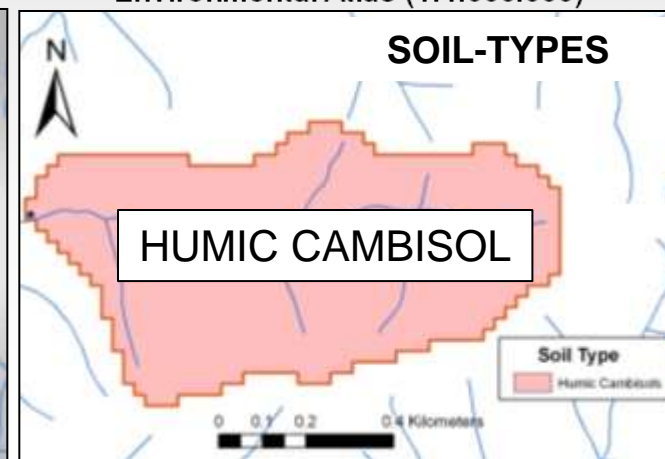 SOIL-TYPES
N
HUMIC CAMBISOL
Soil Type
Humic Cambisols
0 0.1 0.2 0.4 Kilometers